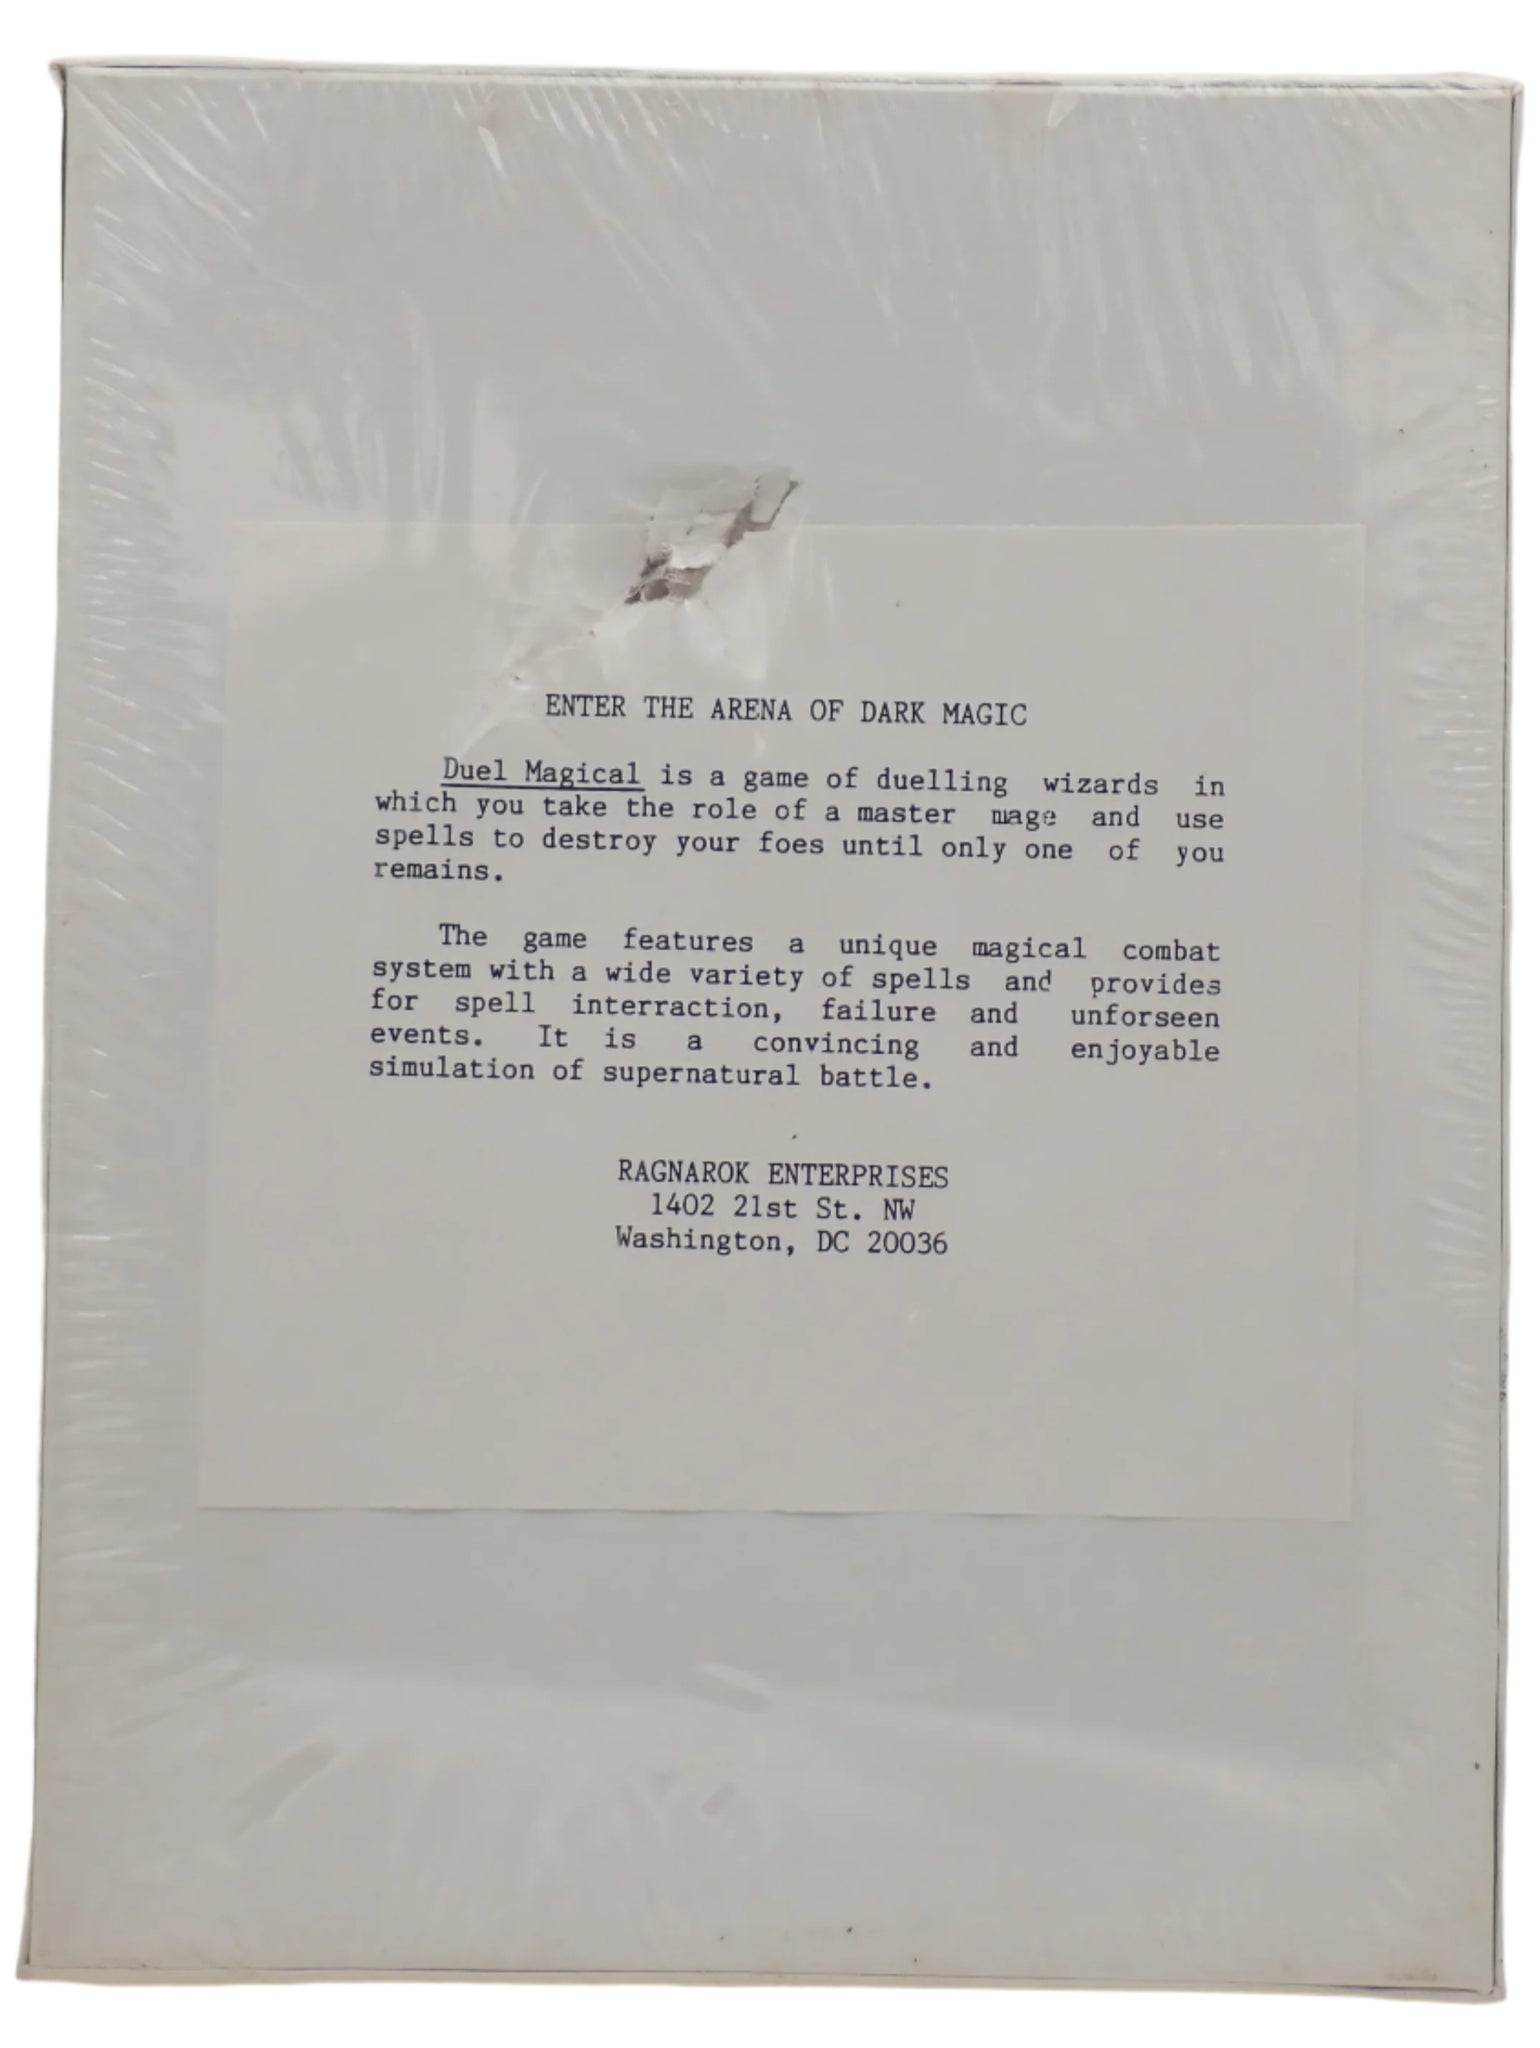 ENTER THE ARENA OF DARK MAGIC
Duel Magical is a game of duelling wizards in
which you take the role of a master mage and use
spells to destroy your foes until only one of you
remains.
The game features a unique magical combat
system with a wide variety of spells and provides
for spell interraction, failure and unforseen
events. It is a convincing and enjoyable
simulation of supernatural battle.
RAGNAROK ENTERPRISES
1402 21st St. NW
Washington, DC 20036